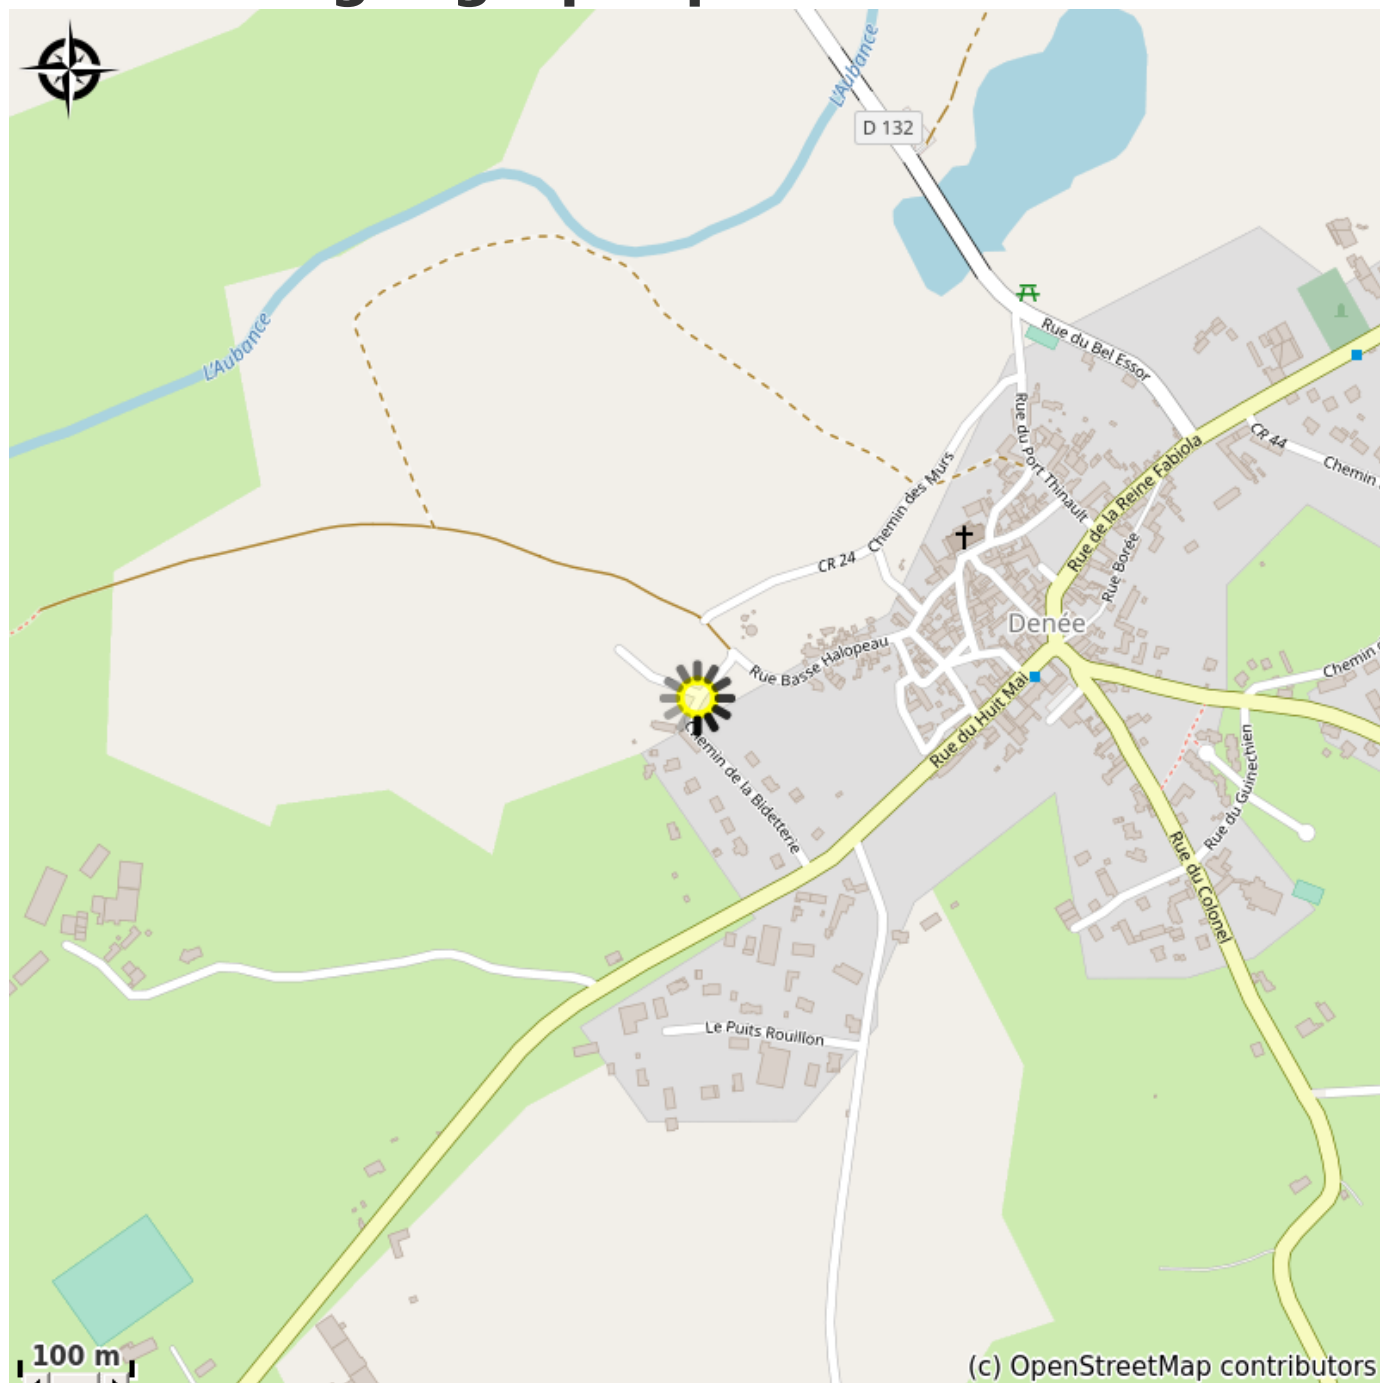 L'Aubance
D 132
L'Aubance
Rue du Bel Essor
Rue du Port Thinault
CR 44
Chemin
Rue de la Reine Fabiola
Chemin des Murs
CR 24
Rue Borée
Denée
Rue Basse Halopeau
Chemin
Rue du Huit Mai
Chemin de la Bidetterie
Rue du Guinechien
Rue du Colonel
Le Puits Rouillon
100 m
(c) OpenStreetMap contributors